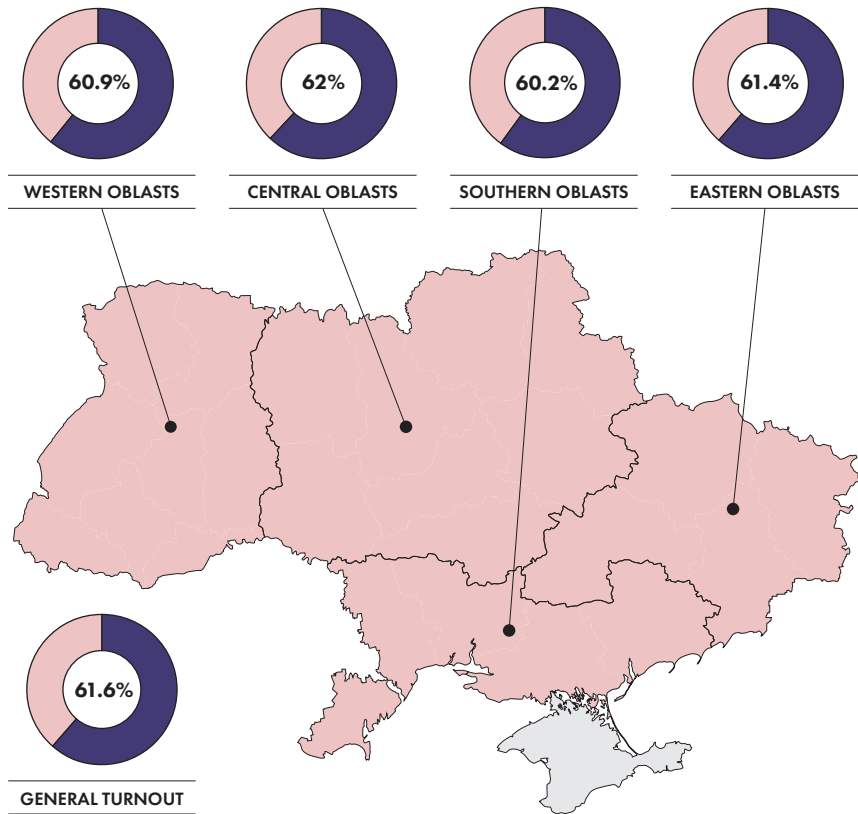 60.9%
62%
60.2%
61.4%
WESTERN OBLASTS
CENTRAL OBLASTS
SOUTHERN OBLASTS
EASTERN OBLASTS
61.6%
GENERAL TURNOUT